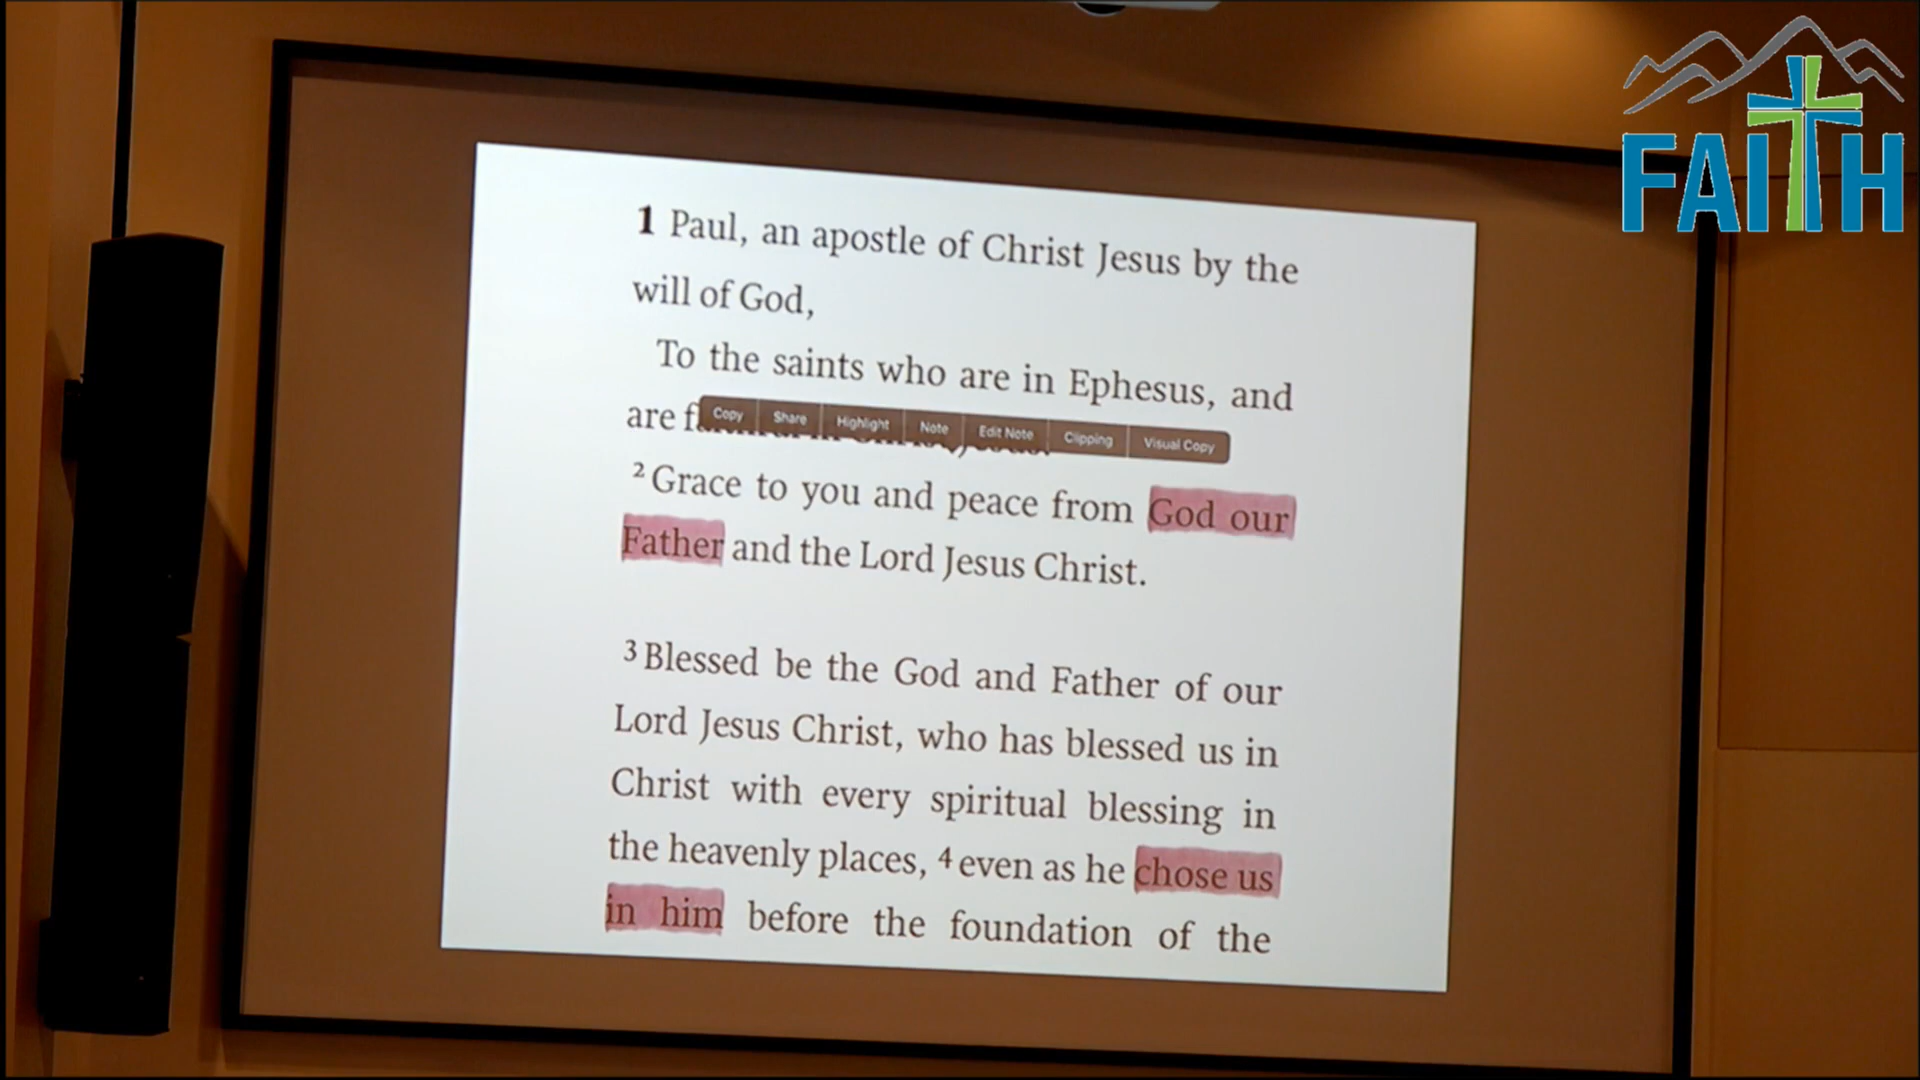 FAITH
1 Paul, an apostle of Christ Jesus by the
will of God,
To the saints who are in Ephesus, and
are
Copy Share Highlight Note Edit Note Clipping Visual Copy
2 Grace to you and peace from God our
Father and the Lord Jesus Christ.
3 Blessed be the God and Father of our
Lord Jesus Christ, who has blessed us in
Christ with every spiritual blessing in
the heavenly places, 4 even as he chose us
in him before the foundation of the